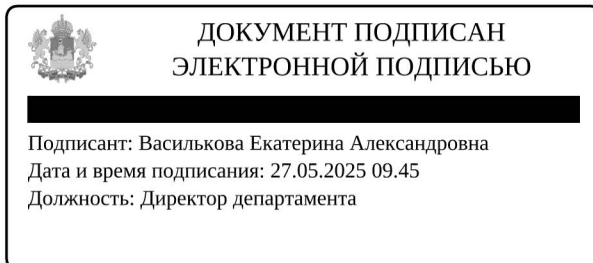 ДОКУМЕНТ ПОДПИСАН
ЭЛЕКТРОННОЙ ПОДПИСЬЮ
Подписант: Василькова Екатерина Александровна
Дата и время подписания: 27.05.2025 09.45
Должность: Директор департамента